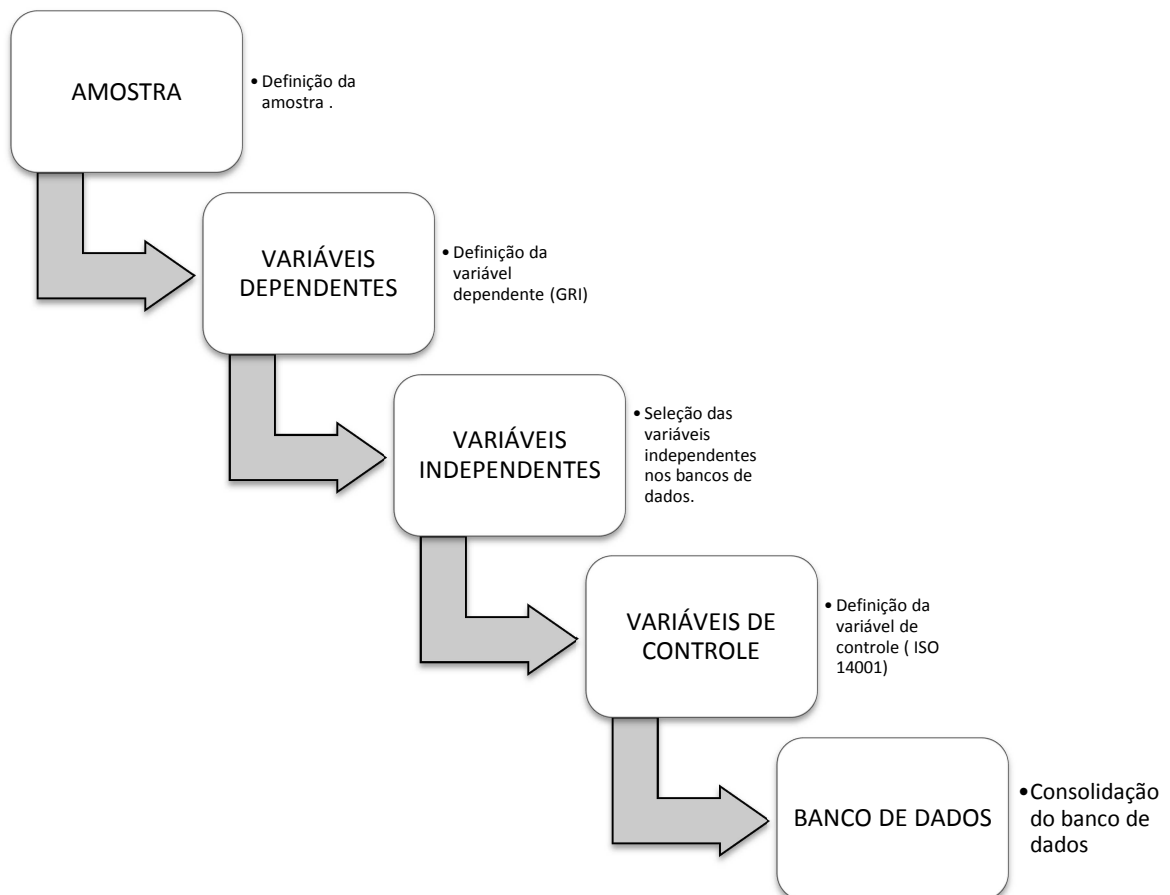 AMOSTRA
• Definição da
amostra .
VARIÁVEIS
DEPENDENTES
• Definição da
variável
dependente (GRI)
VARIÁVEIS
INDEPENDENTES
• Seleção das
variáveis
independentes
nos bancos de
dados.
VARIÁVEIS DE
CONTROLE
• Definição da
variável de
controle ( ISO
14001)
BANCO DE DADOS
•Consolidação
do banco de
dados